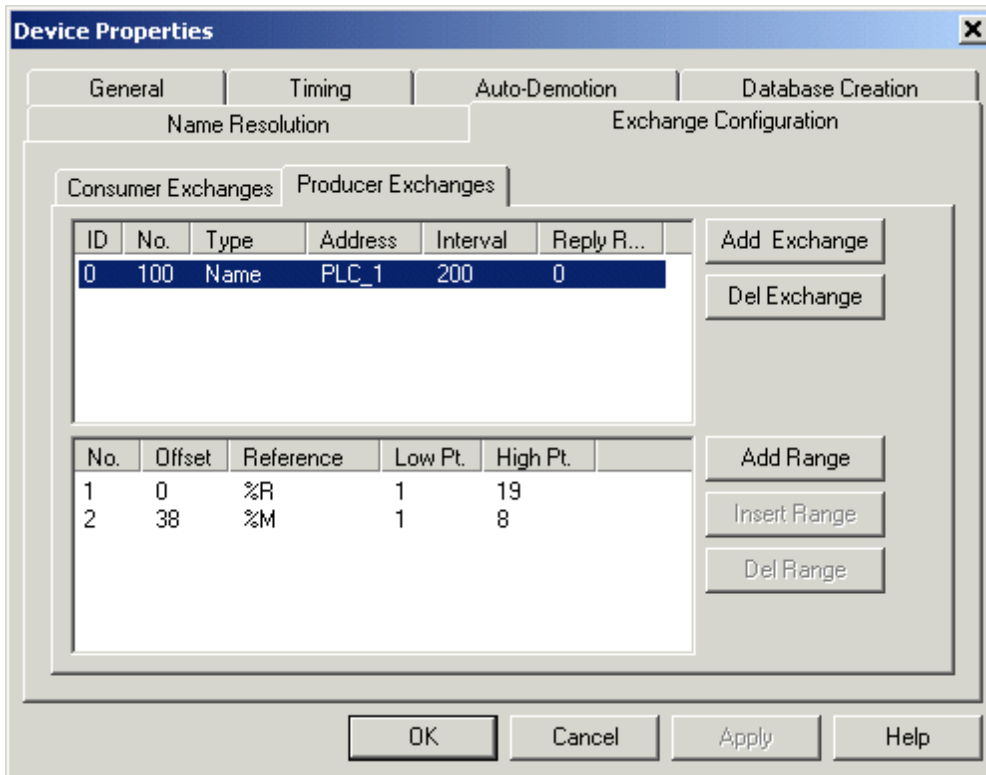 Device Properties
General Timing Auto-Demotion Database Creation
Name Resolution Exchange Configuration
Consumer Exchanges Producer Exchanges
ID No. Type Address Interval Reply R...
0 100 Name PLC_1 200 0
Add Exchange
Del Exchange
No. Offset Reference Low Pt. High Pt.
1 0 %R 1 19
2 38 %M 1 8
Add Range
Insert Range
Del Range
OK Cancel Apply Help